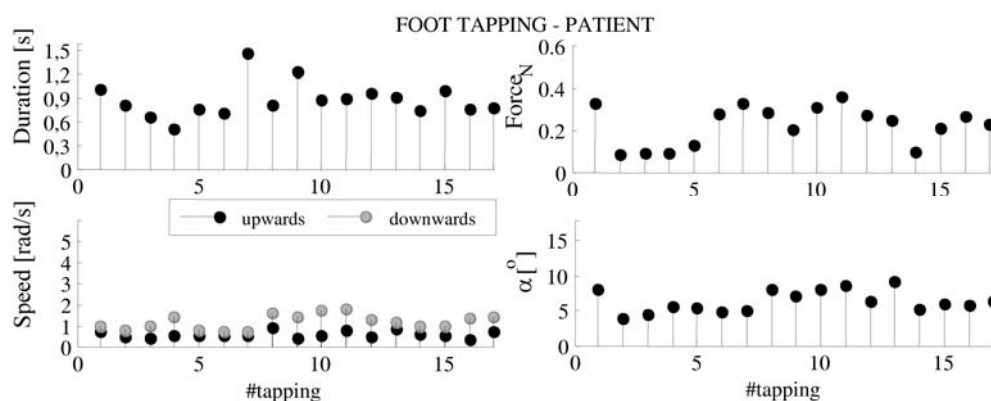 FOOT TAPPING - PATIENT
Duration [s]
1,5
1,2
0,9
0,6
0,3
0
0 5 10 15
Force_N
0.6
0.4
0.2
0
0 5 10 15
upwards downwards
Speed [rad/s]
5
4
3
2
1
0
0 5 10 15
#tapping
α [°]
15
10
5
0
0 5 10 15
#tapping